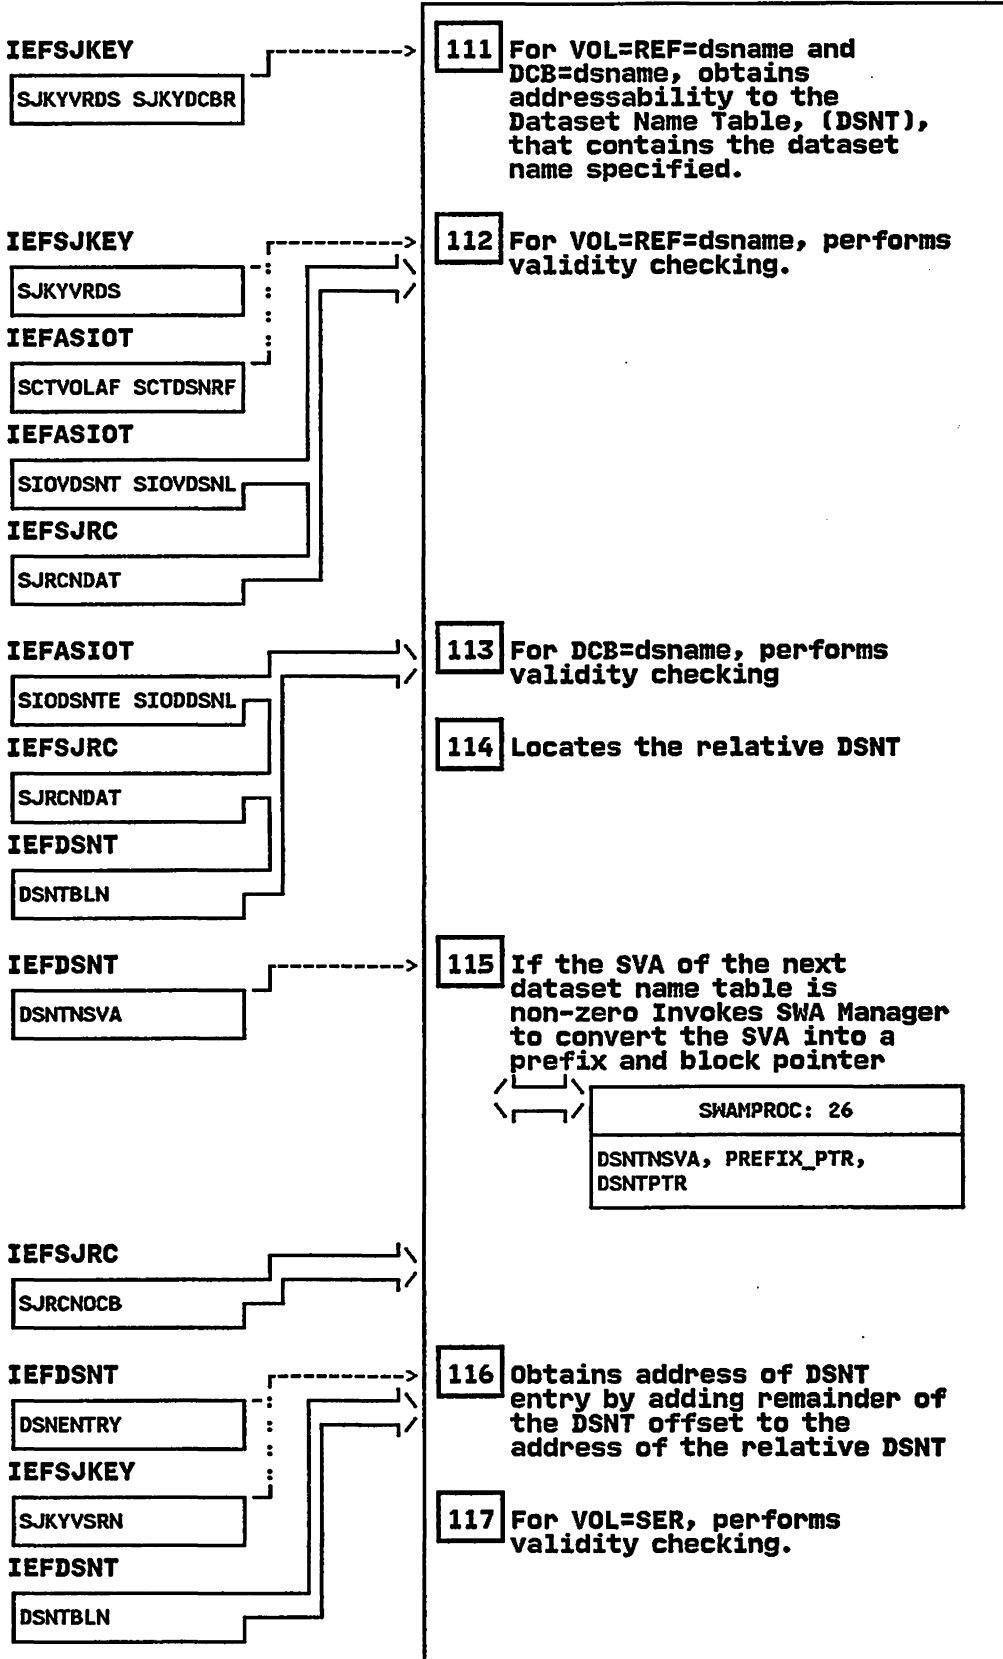 IEFSJKEY
SJKYVRDS SJKYDCBR
111 For VOL=REF=dsname and
DCB=dsname, obtains
addressability to the
Dataset Name Table, (DSNT),
that contains the dataset
name specified.
IEFSJKEY
SJKYVRDS
IEFASIOT
SCTVOLAF SCTDSNRF
IEFASIOT
SIOVDSNT SIOVDSNL
IEFSJRC
SJRCNDAT
112 For VOL=REF=dsname, performs
validity checking.
IEFASIOT
SIODSNTE SIODDSNL
IEFSJRC
SJRCNDAT
IEFDSNT
DSNTBLN
113 For DCB=dsname, performs
validity checking
114 Locates the relative DSNT
IEFDSNT
DSNTNSVA
115 If the SVA of the next
dataset name table is
non-zero Invokes SWA Manager
to convert the SVA into a
prefix and block pointer
SWAMPROC: 26
DSNTNSVA, PREFIX_PTR,
DSNTPTR
IEFSJRC
SJRCNOCB
IEFDSNT
DSNENTRY
IEFSJKEY
SJKYVSRN
IEFDSNT
DSNTBLN
116 Obtains address of DSNT
entry by adding remainder of
the DSNT offset to the
address of the relative DSNT
117 For VOL=SER, performs
validity checking.